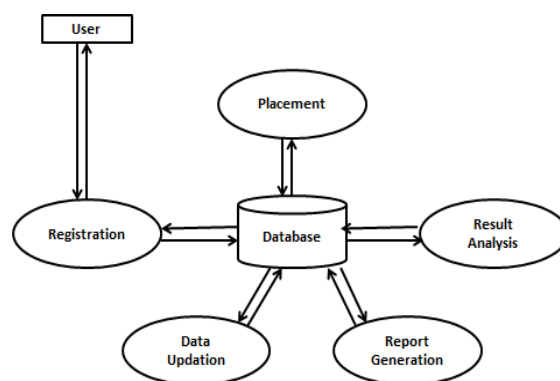 User
Placement
Registration
Database
Result
Analysis
Data
Updation
Report
Generation